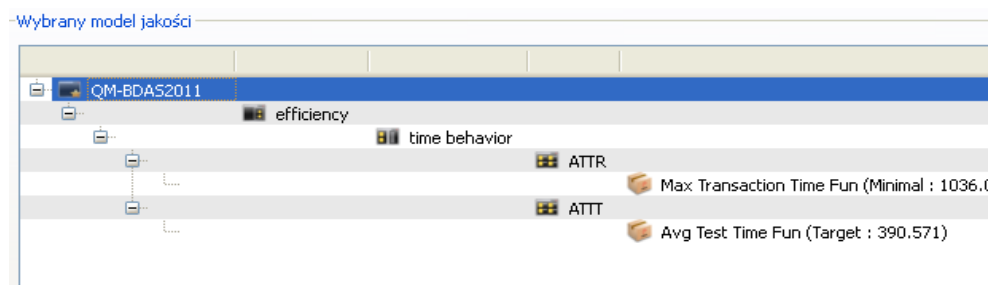 Wybrany model jakości
QM-BDAS2011
efficiency
time behavior
ATTR
Max Transaction Time Fun (Minimal : 1036.0
ATTT
Avg Test Time Fun (Target : 390.571)